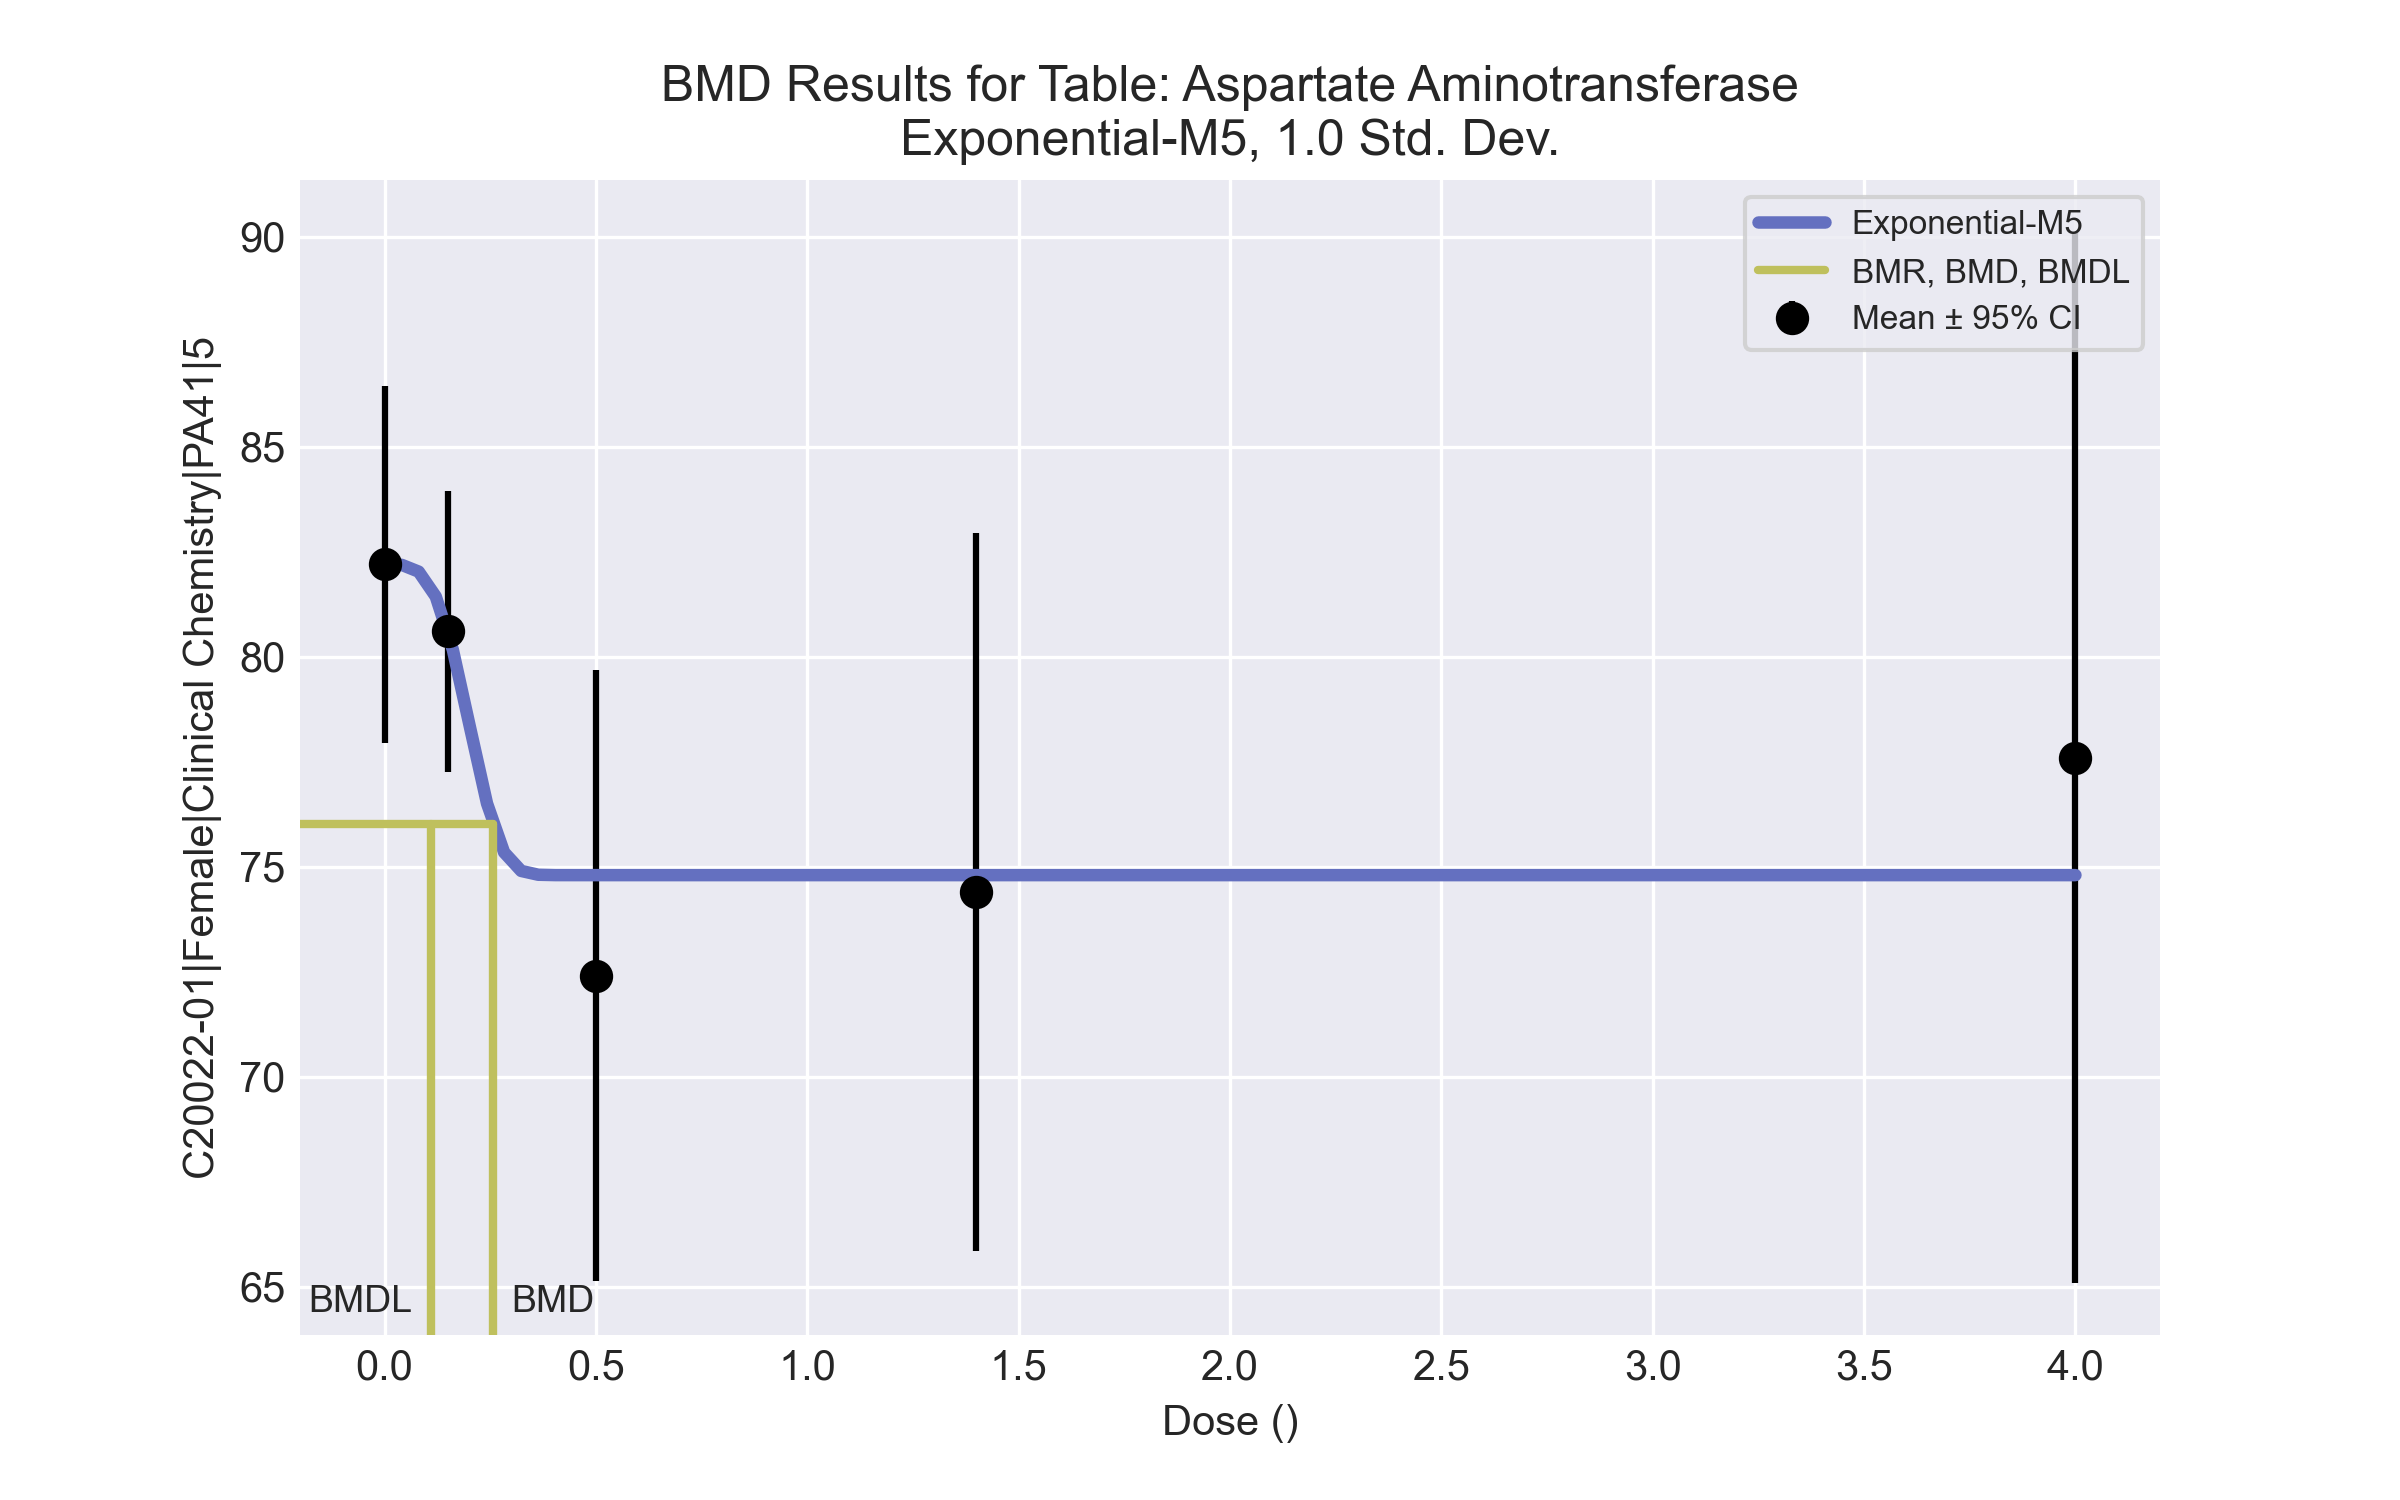 BMD Results for Table: Aspartate Aminotransferase
Exponential-M5, 1.0 Std. Dev.
Exponential-M5
BMR, BMD, BMDL
Mean ± 95% CI
C20022-01|Female|Clinical Chemistry|PA41|5
90
85
80
75
70
65
BMDL
BMD
0.0 0.5 1.0 1.5 2.0 2.5 3.0 3.5 4.0
Dose ()